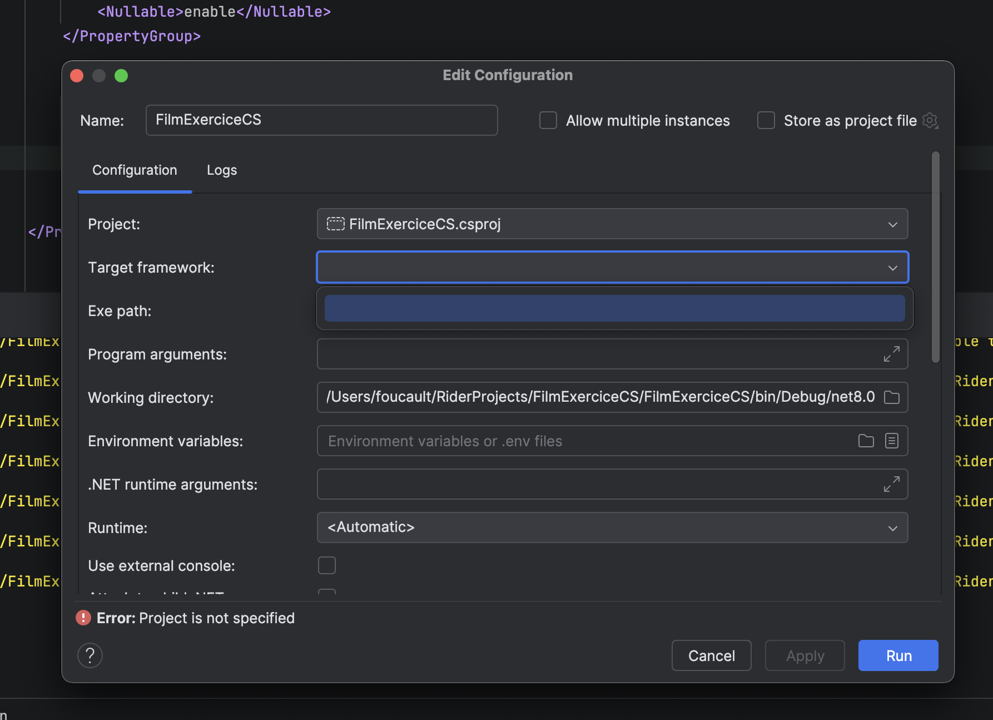 <Nullable>enable</Nullable>
</PropertyGroup>
Edit Configuration
Name:
FilmExerciceCS
Allow multiple instances
Store as project file
Configuration
Logs
</Pr
Project:
FilmExerciceCS.csproj
Target framework:
Exe path:
Program arguments:
Working directory:
/Users/foucault/RiderProjects/FilmExerciceCS/FilmExerciceCS/bin/Debug/net8.0
Environment variables:
Environment variables or .env files
.NET runtime arguments:
Runtime:
<Automatic>
Use external console:
/FilmEx
/FilmEx
Rider
/FilmEx
Rider
/FilmEx
Rider
/FilmEx
Rider
/FilmEx
Rider
/FilmEx
Rider
Error: Project is not specified
?
Cancel
Apply
Run